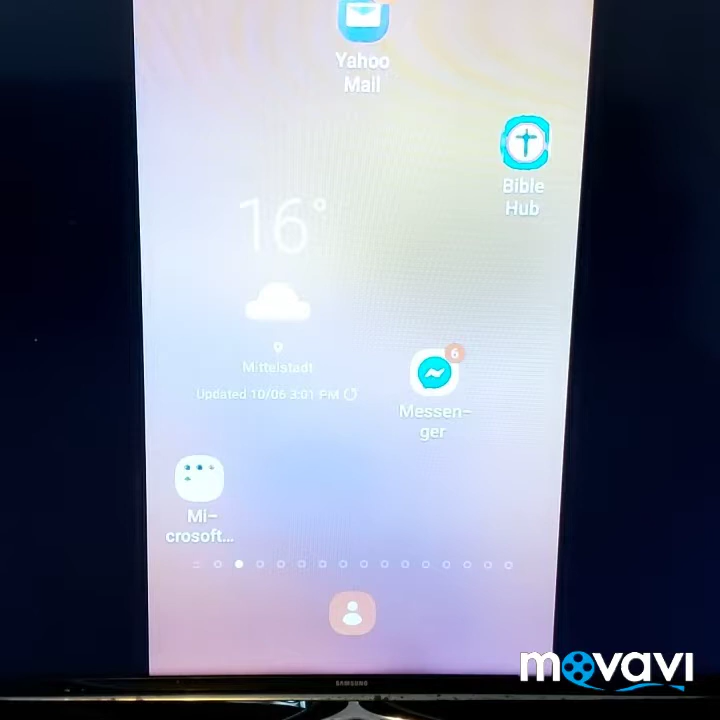 Yahoo
Mail
Bible
Hub
16°
Mittelstadt
Updated 10/06 3:01 PM
6
Messen-
ger
Mi-
crosoft...
SAMSUNG
movavi